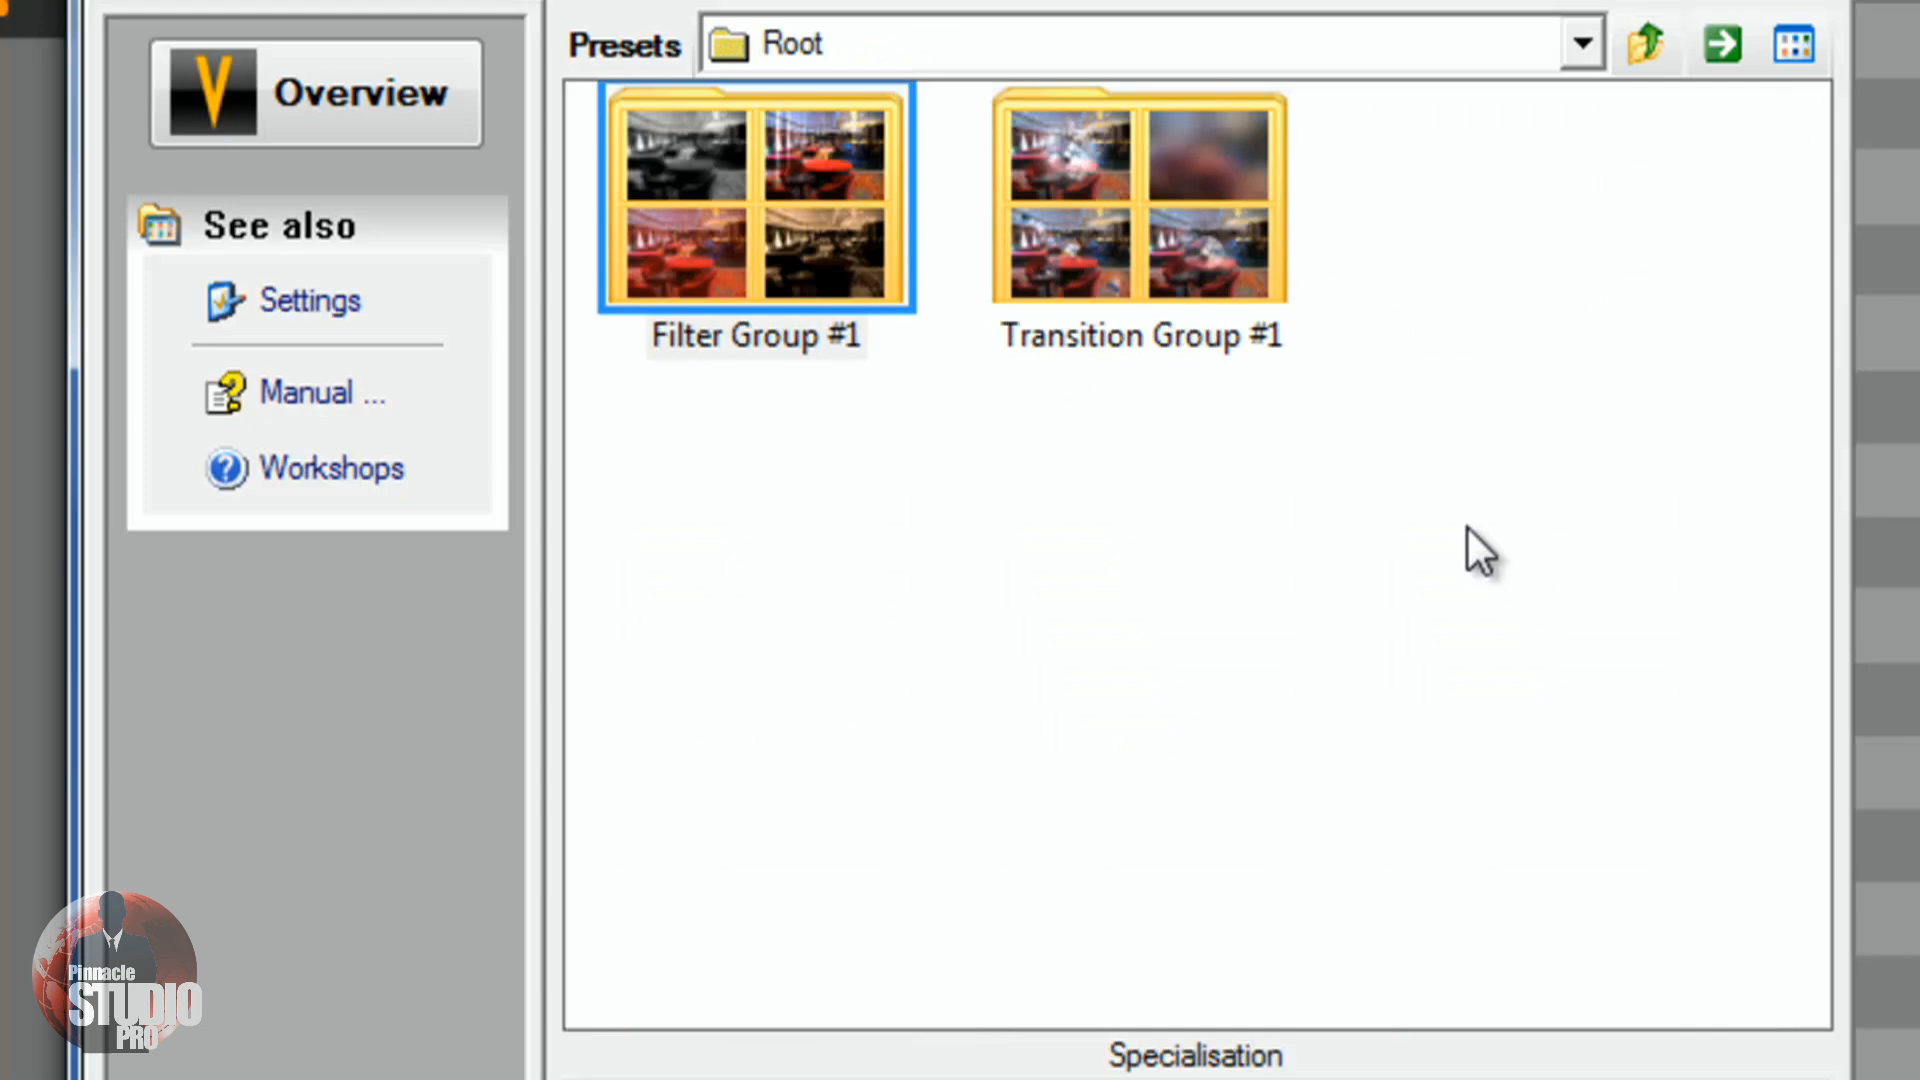 Overview
See also
Settings
Manual ...
Workshops
Presets
Root
Filter Group #1
Transition Group #1
Specialisation
Pinnacle
STUDIO
PRO